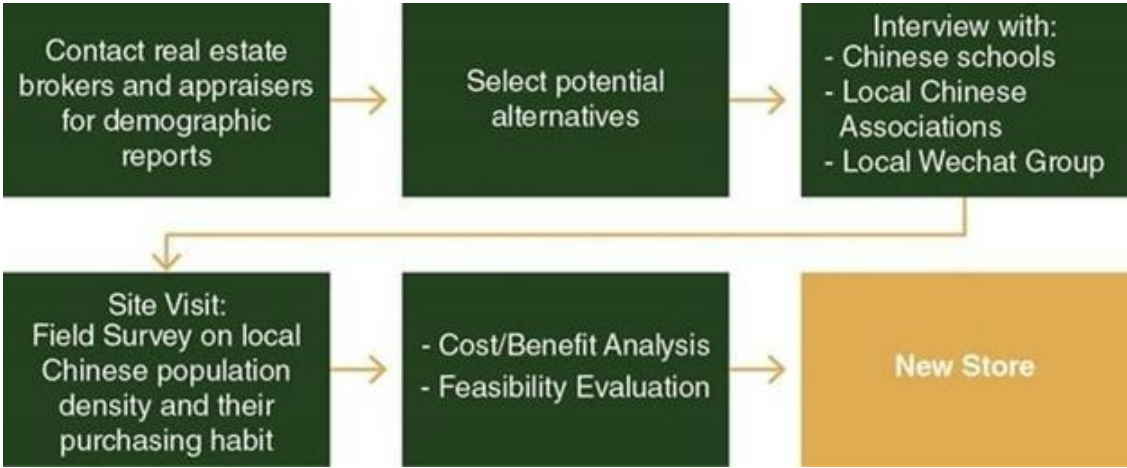 Contact real estate
brokers and appraisers
for demographic
reports
Select potential
alternatives
Interview with:
- Chinese schools
- Local Chinese
Associations
- Local Wechat Group
Site Visit:
Field Survey on local
Chinese population
density and their
purchasing habit
- Cost/Benefit Analysis
- Feasibility Evaluation
New Store